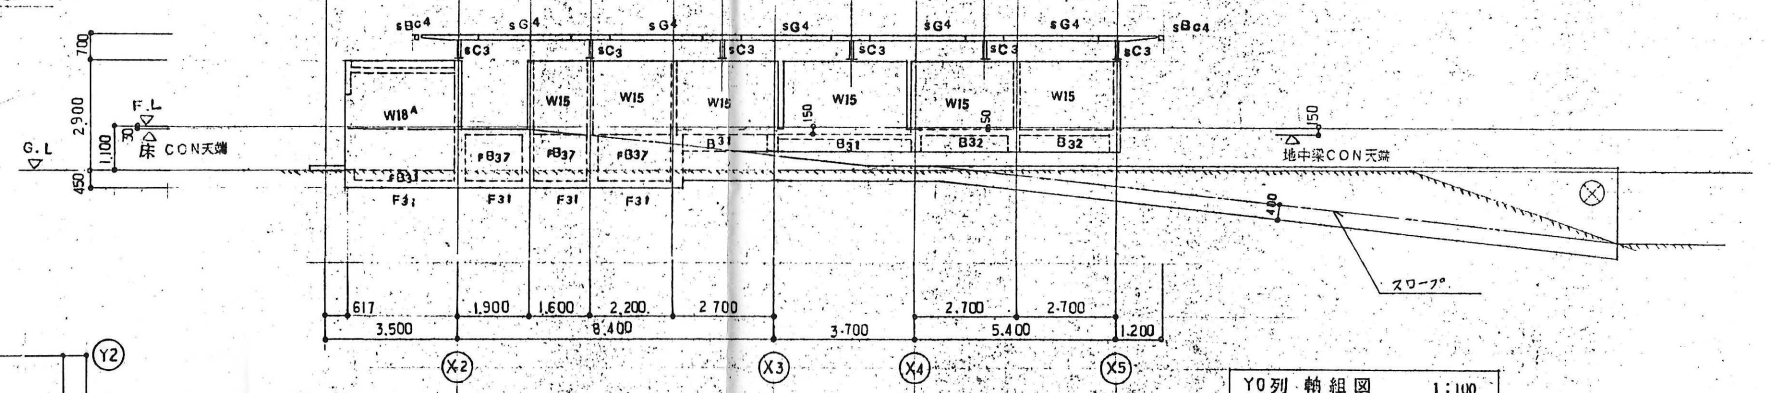 sBG4 sG4 sG4 sG4 sG4 sG4 sBG4
700 sC3 sC3 sC3 sC3 sC3 sC3
2,900 W18A W15 W15 W15 W15 W15 W15
F.L 150 50 150
50 床 CON天端
G.L 1,100 FB37 FB37 FB37 B31 B31 B32 B32 地中梁CON天端
450
F31 F31 F31 F31
400
スロープ
617 1.900 1.600 2,200. 2 700 2.700 2.700
3.500 8.400 3.700 5.400 1.200
Y2 X2 X3 X4 X5
Y0列 軸組図 1:100